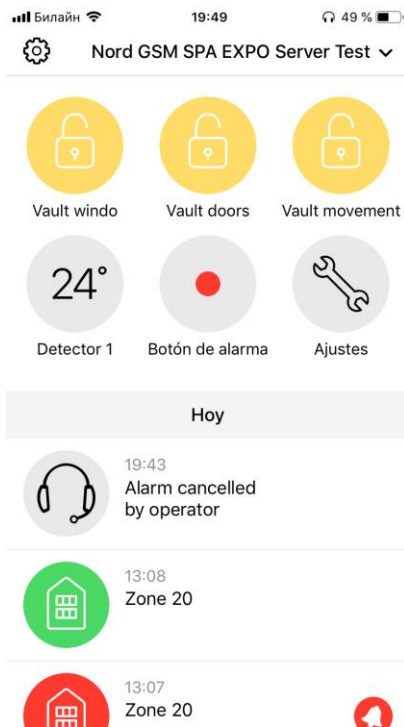 Билайн 19:49 49 %
Nord GSM SPA EXPO Server Test
Vault windo Vault doors Vault movement
24°
Detector 1 Botón de alarma Ajustes
Hoy
19:43
Alarm cancelled
by operator
13:08
Zone 20
13:07
Zone 20